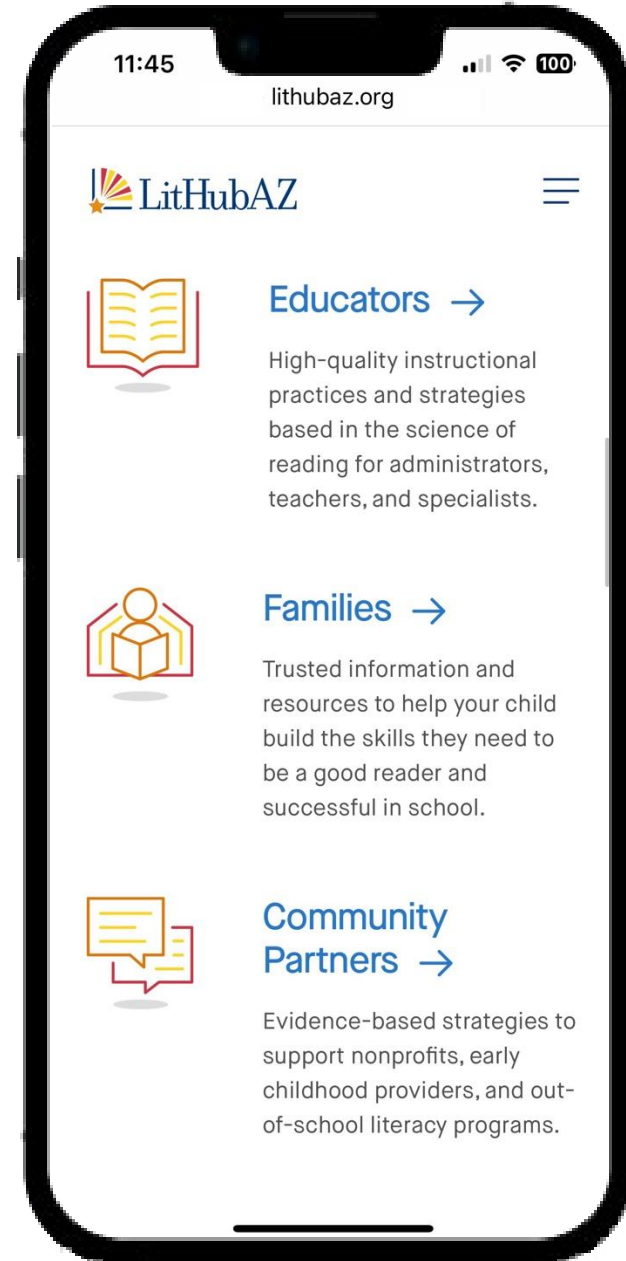 11:45
100
lithubaz.org
LitHubAZ
Educators →
High-quality instructional
practices and strategies
based in the science of
reading for administrators,
teachers, and specialists.
Families →
Trusted information and
resources to help your child
build the skills they need to
be a good reader and
successful in school.
Community
Partners →
Evidence-based strategies to
support nonprofits, early
childhood providers, and out-
of-school literacy programs.